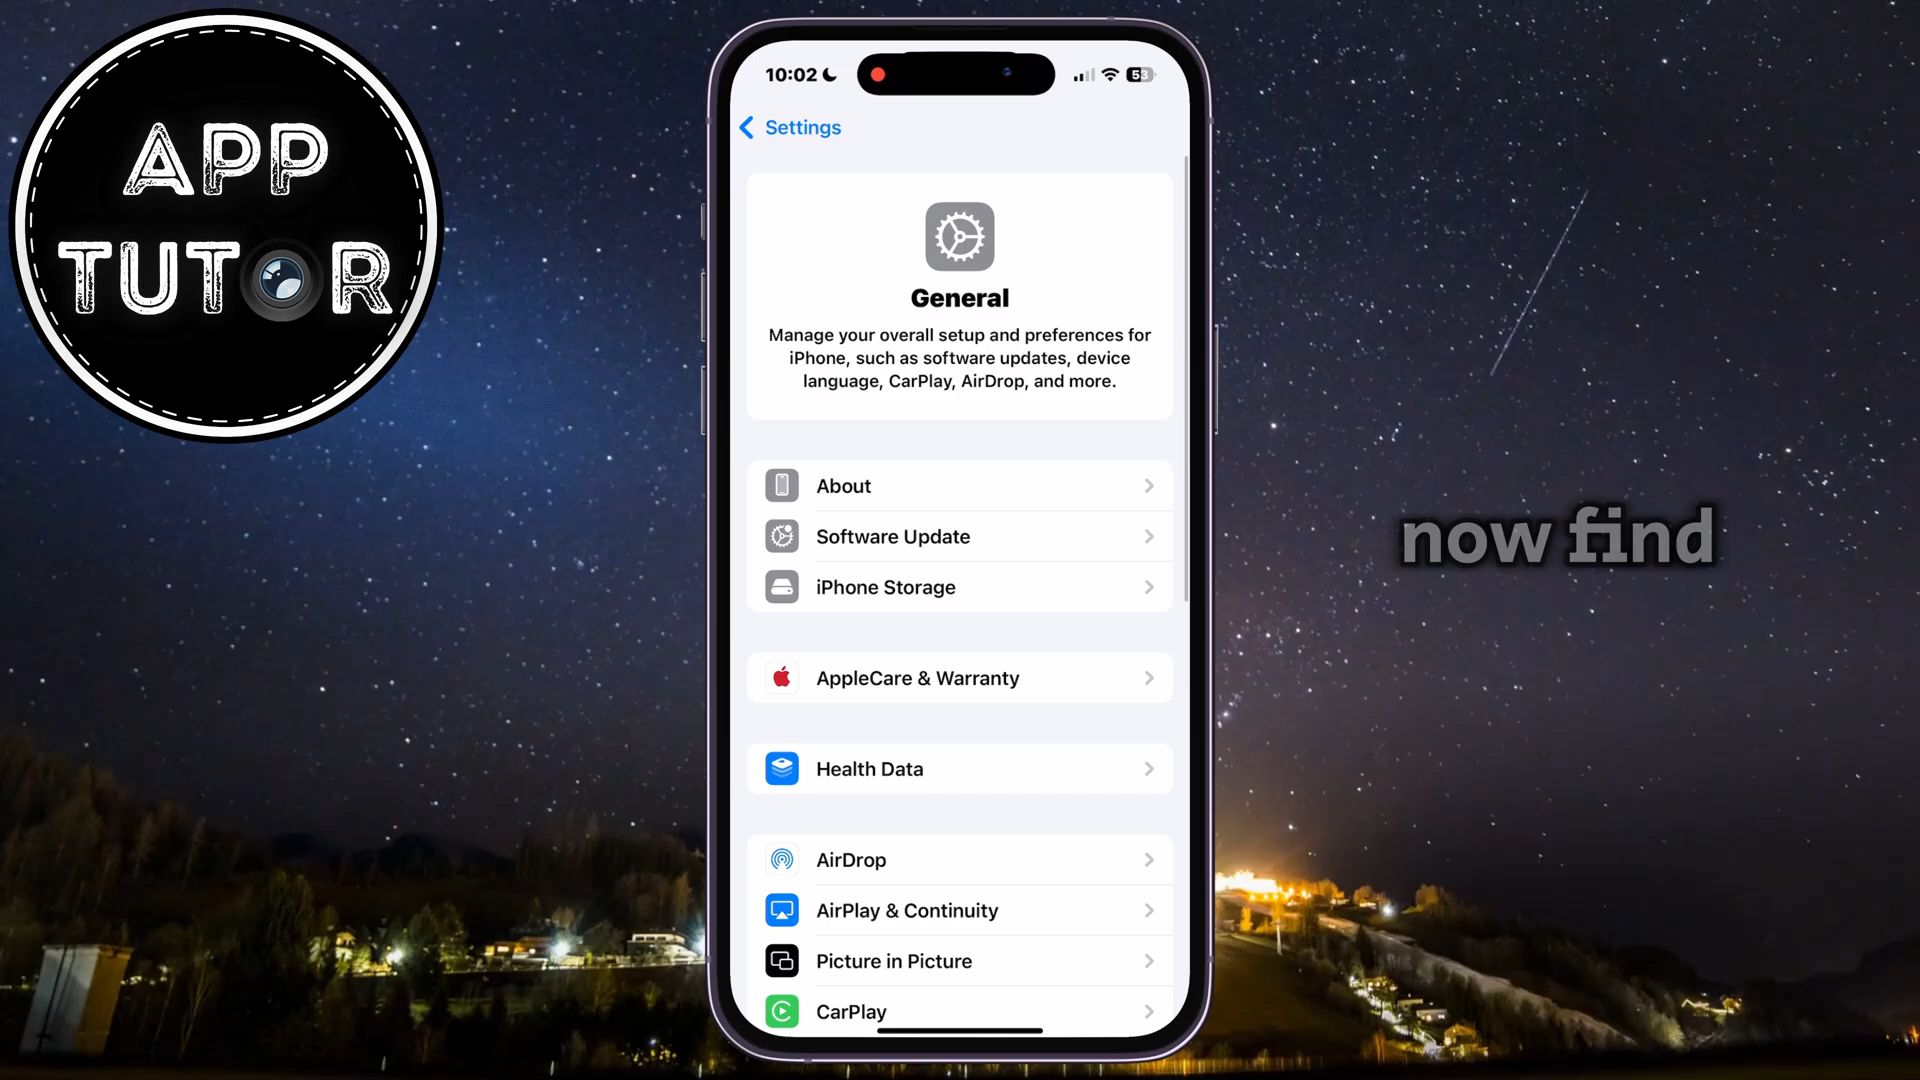 APP
TUTOR
10:02
53
Settings
General
Manage your overall setup and preferences for
iPhone, such as software updates, device
language, CarPlay, AirDrop, and more.
About
Software Update
iPhone Storage
AppleCare & Warranty
Health Data
AirDrop
AirPlay & Continuity
Picture in Picture
CarPlay
now find